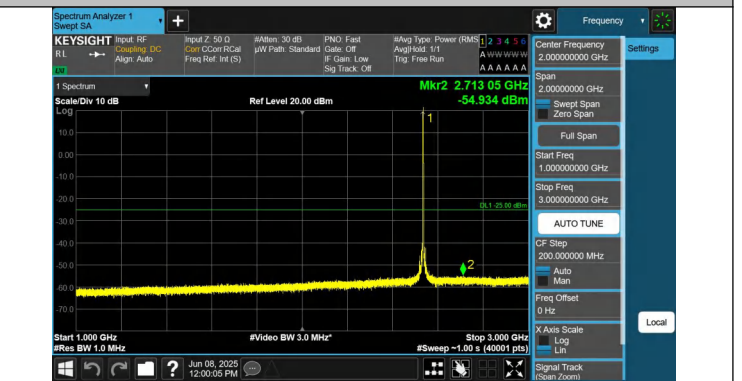 Spectrum Analyzer 1
Swept SA
+
Frequency
KEYSIGHT
RL
LXI
Input: RF
Coupling: DC
Align: Auto
Input Z: 50 Ω
Corr CCorr RCal
Freq Ref: Int (S)
#Atten: 30 dB
µW Path: Standard
PNO: Fast
Gate: Off
IF Gain: Low
Sig Track: Off
#Avg Type: Power (RMS
Avg|Hold: 1/1
Trig: Free Run
1 2 3 4 5 6
A W W W W W
A A A A A A
1 Spectrum
Mkr2 2.713 05 GHz
Scale/Div 10 dB
Ref Level 20.00 dBm
-54.934 dBm
Log
1
10.0
0.00
-10.0
-20.0
DL1 -25.00 dBm
-30.0
-40.0
2
-50.0
-60.0
-70.0
Start 1.000 GHz
#Video BW 3.0 MHz*
Stop 3.000 GHz
#Res BW 1.0 MHz
#Sweep ~1.00 s (40001 pts)
?
Jun 08, 2025
12:00:05 PM
Center Frequency
2.000000000 GHz
Settings
Span
2.00000000 GHz
Swept Span
Zero Span
Full Span
Start Freq
1.000000000 GHz
Stop Freq
3.000000000 GHz
AUTO TUNE
CF Step
200.000000 MHz
Auto
Man
Freq Offset
0 Hz
Local
X Axis Scale
Log
Lin
Signal Track
(Span Zoom)